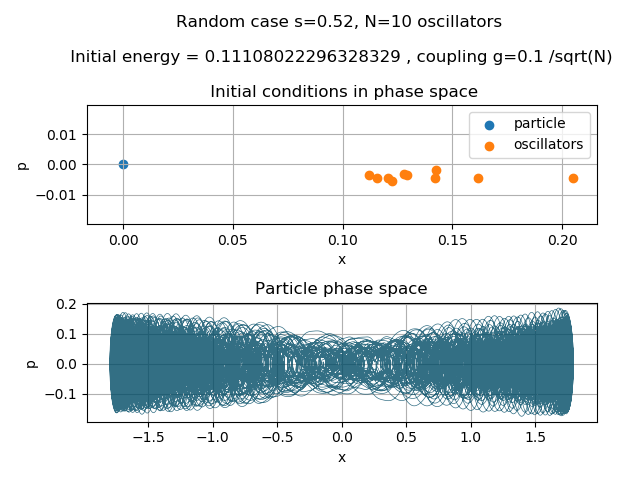 Random case s=0.52, N=10 oscillators
Initial energy = 0.11108022296328329 , coupling g=0.1 /sqrt(N)
Initial conditions in phase space
particle
oscillators
0.01
0.00
−0.01
p
0.00 0.05 0.10 0.15 0.20
x
Particle phase space
0.2
0.1
0.0
−0.1
p
−1.5 −1.0 −0.5 0.0 0.5 1.0 1.5
x